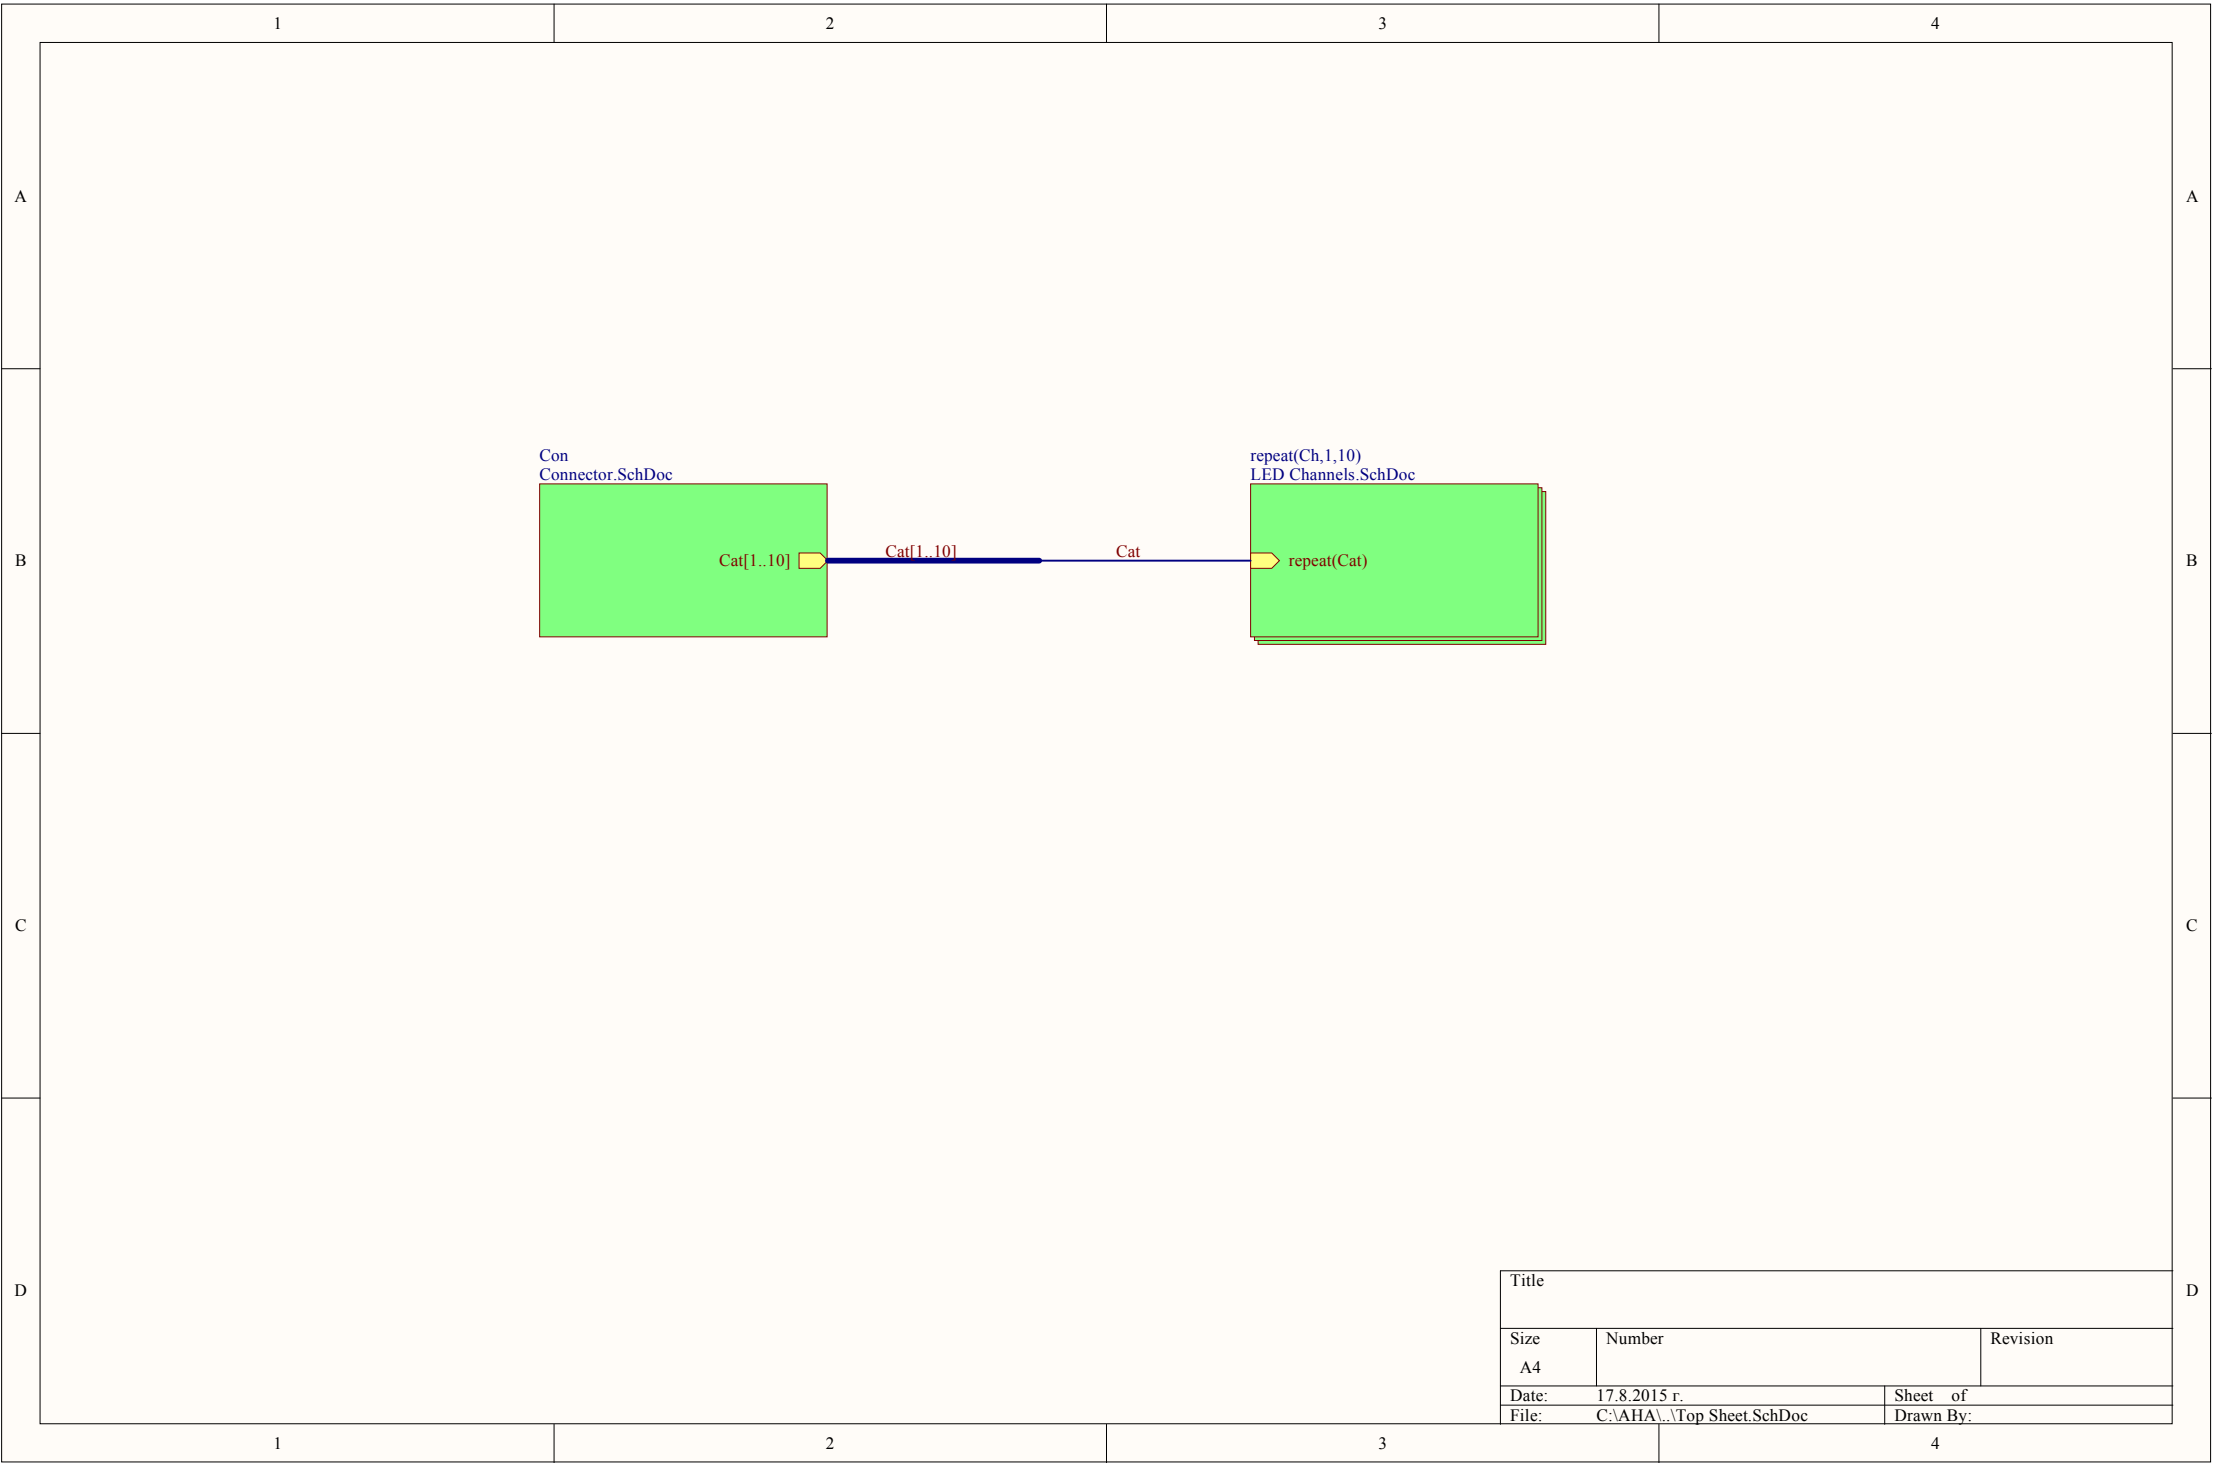 1 2 3 4
A A
Con repeat(Ch,1,10)
Connector.SchDoc LED Channels.SchDoc
B Cat[1..10] Cat[1..10] Cat repeat(Cat) B
C C
D D
Title
Size Number Revision
A4
Date: 17.8.2015 г. Sheet of
File: C:\AHA\..\Top Sheet.SchDoc Drawn By:
1 2 3 4